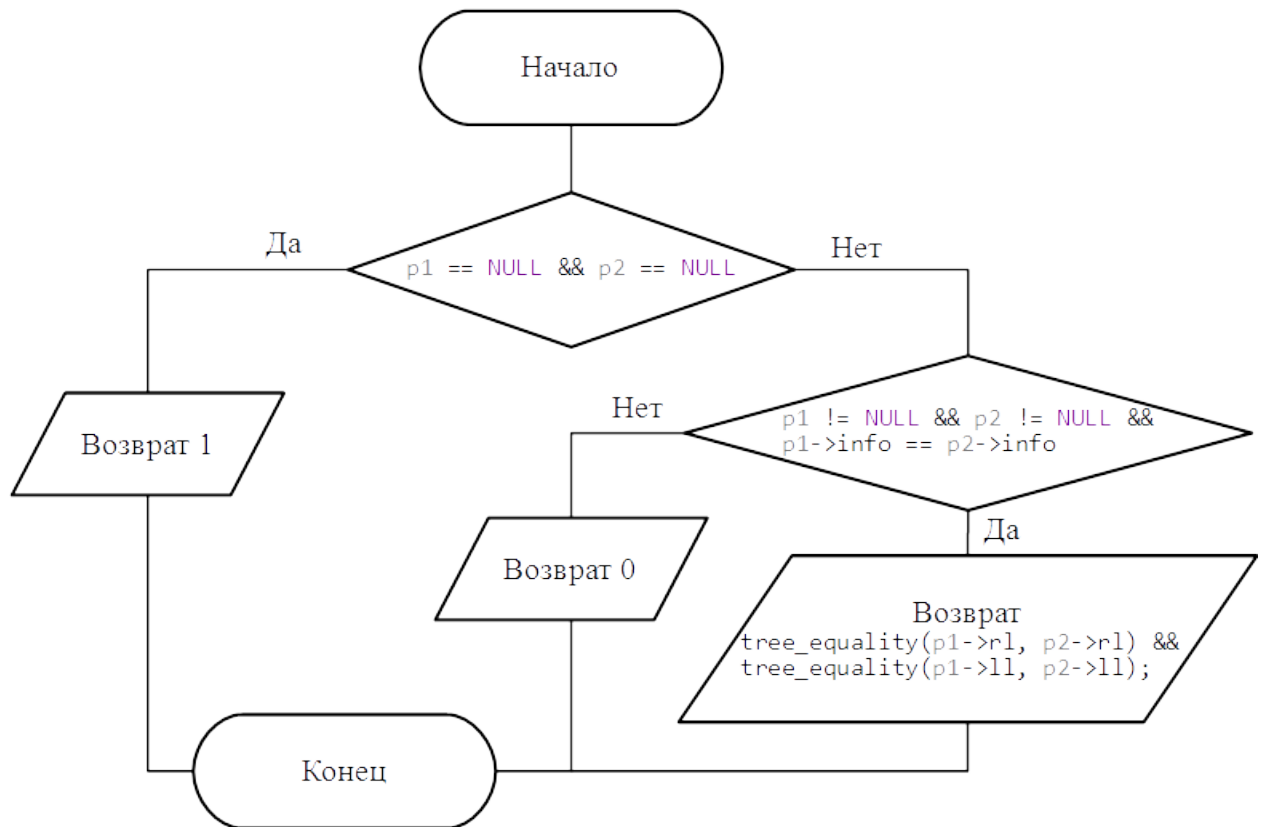 Начало
Да
Нет
p1 == NULL && p2 == NULL
Нет
p1 != NULL && p2 != NULL &&
p1->info == p2->info
Возврат 1
Да
Возврат 0
Возврат
tree_equality(p1->rl, p2->rl) &&
tree_equality(p1->ll, p2->ll);
Конец